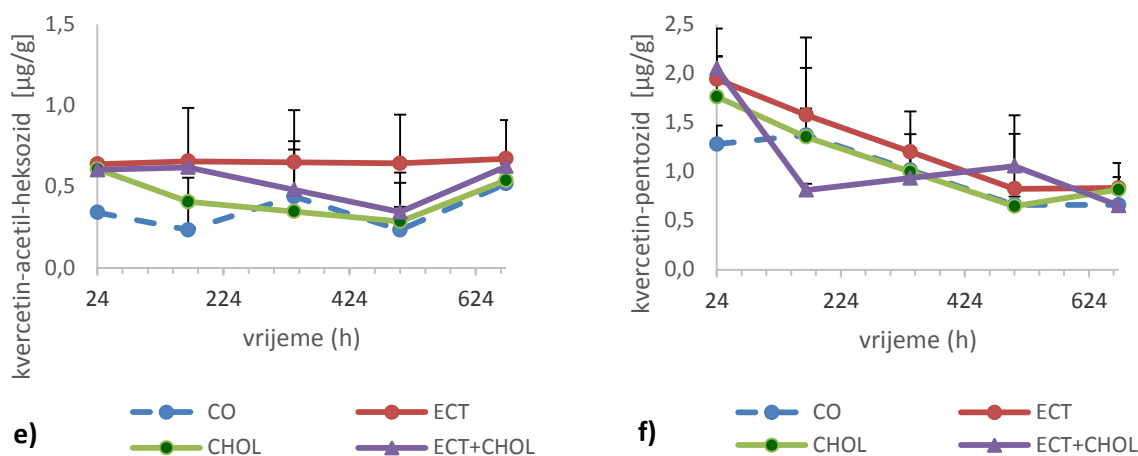 kvercetin-acetil-heksozid [µg/g]
1,5
1,0
0,5
0,0
24 224 424 624
vrijeme (h)
CO ECT
CHOL ECT+CHOL
e)
kvercetin-pentozid [µg/g]
2,5
2,0
1,5
1,0
0,5
0,0
24 224 424 624
vrijeme (h)
CO ECT
CHOL ECT+CHOL
f)